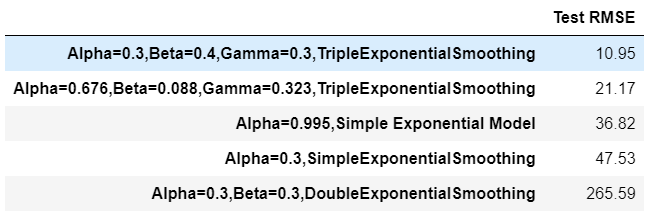 Test RMSE
Alpha=0.3,Beta=0.4,Gamma=0.3,TripleExponentialSmoothing 10.95
Alpha=0.676,Beta=0.088,Gamma=0.323,TripleExponentialSmoothing 21.17
Alpha=0.995,Simple Exponential Model 36.82
Alpha=0.3,SimpleExponentialSmoothing 47.53
Alpha=0.3,Beta=0.3,DoubleExponentialSmoothing 265.59